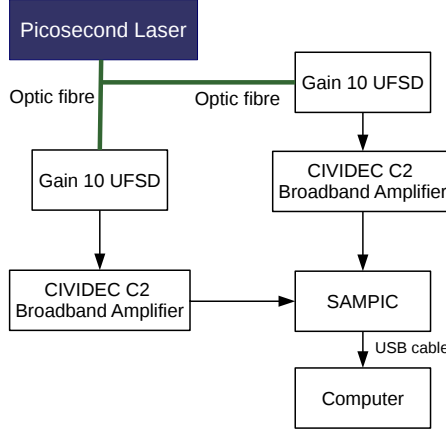 Picosecond Laser
Optic fibre
Optic fibre
Gain 10 UFSD
Gain 10 UFSD
CIVIDEC C2
Broadband Amplifier
CIVIDEC C2
Broadband Amplifier
SAMPIC
USB cable
Computer